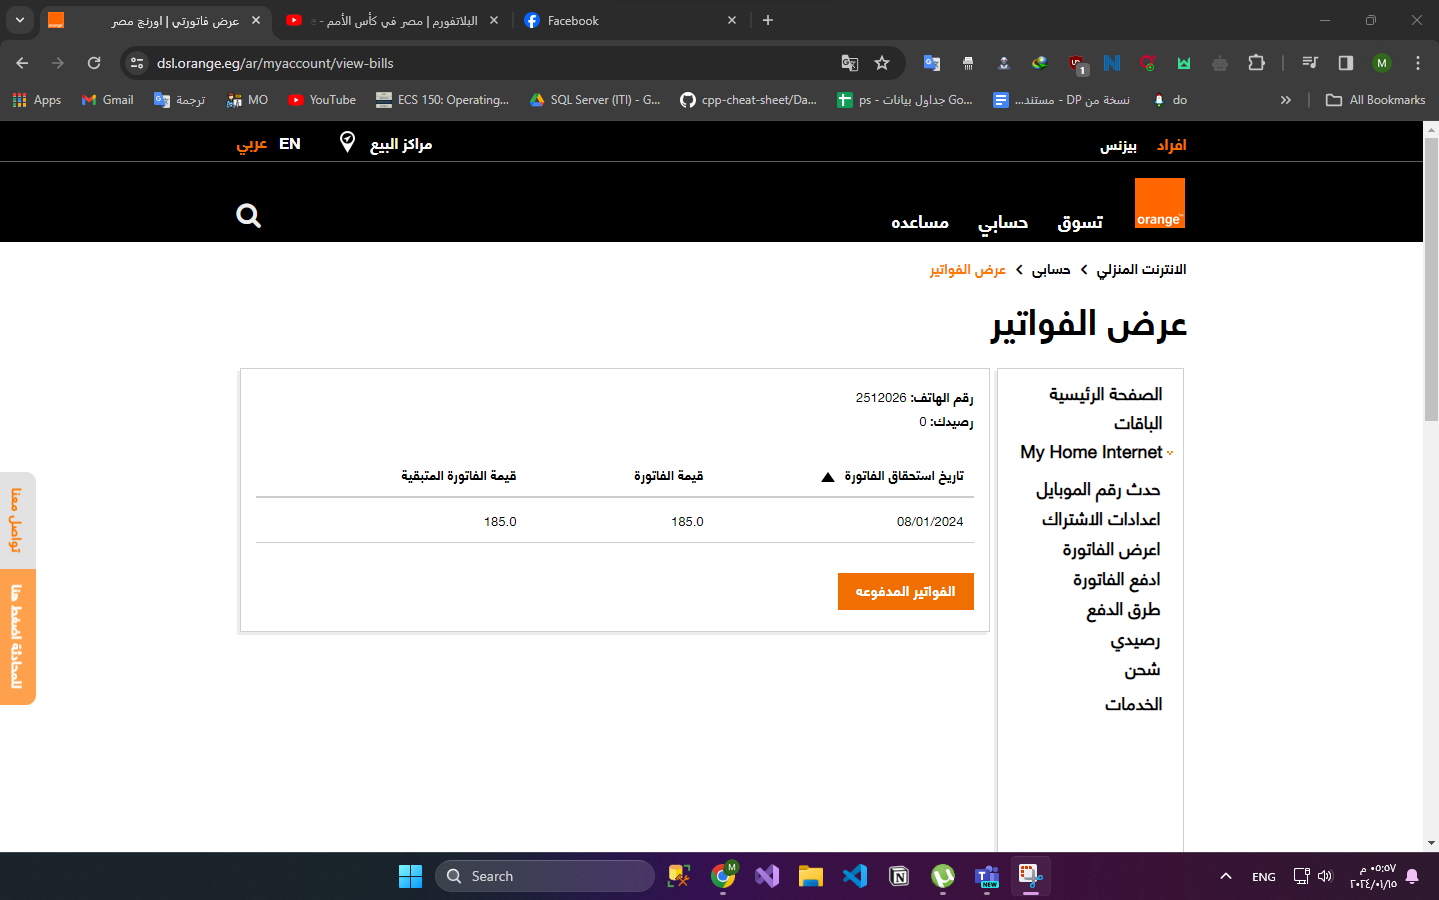 عرض فاتورتي | اورنج مصر
البلاتفورم | مصر في كأس الأمم -
Facebook
dsl.orange.eg/ar/myaccount/view-bills
Apps
Gmail
ترجمة
MO
YouTube
ECS 150: Operating...
SQL Server (ITI) - G...
cpp-cheat-sheet/Da...
ps - جداول بيانات Go...
نسخة من DP - مستند...
do
All Bookmarks
افراد
بيزنس
مراكز البيع
EN
عربي
orange
تسوق
حسابي
مساعده
الانترنت المنزلي
حسابى
عرض الفواتير
عرض الفواتير
الصفحة الرئيسية
الباقات
My Home Internet
حدث رقم الموبايل
اعدادات الاشتراك
اعرض الفاتورة
ادفع الفاتورة
طرق الدفع
رصيدي
شحن
الخدمات
رقم الهاتف: 2512026
رصيدك: 0
تاريخ استحقاق الفاتورة قيمة الفاتورة قيمة الفاتورة المتبقية
08/01/2024 185.0 185.0
الفواتير المدفوعه
تواصل معنا
للمحادثة اضغط هنا
Search
ENG
٠٥:٥٧ م
٢٠٢٤/٠١/١٥